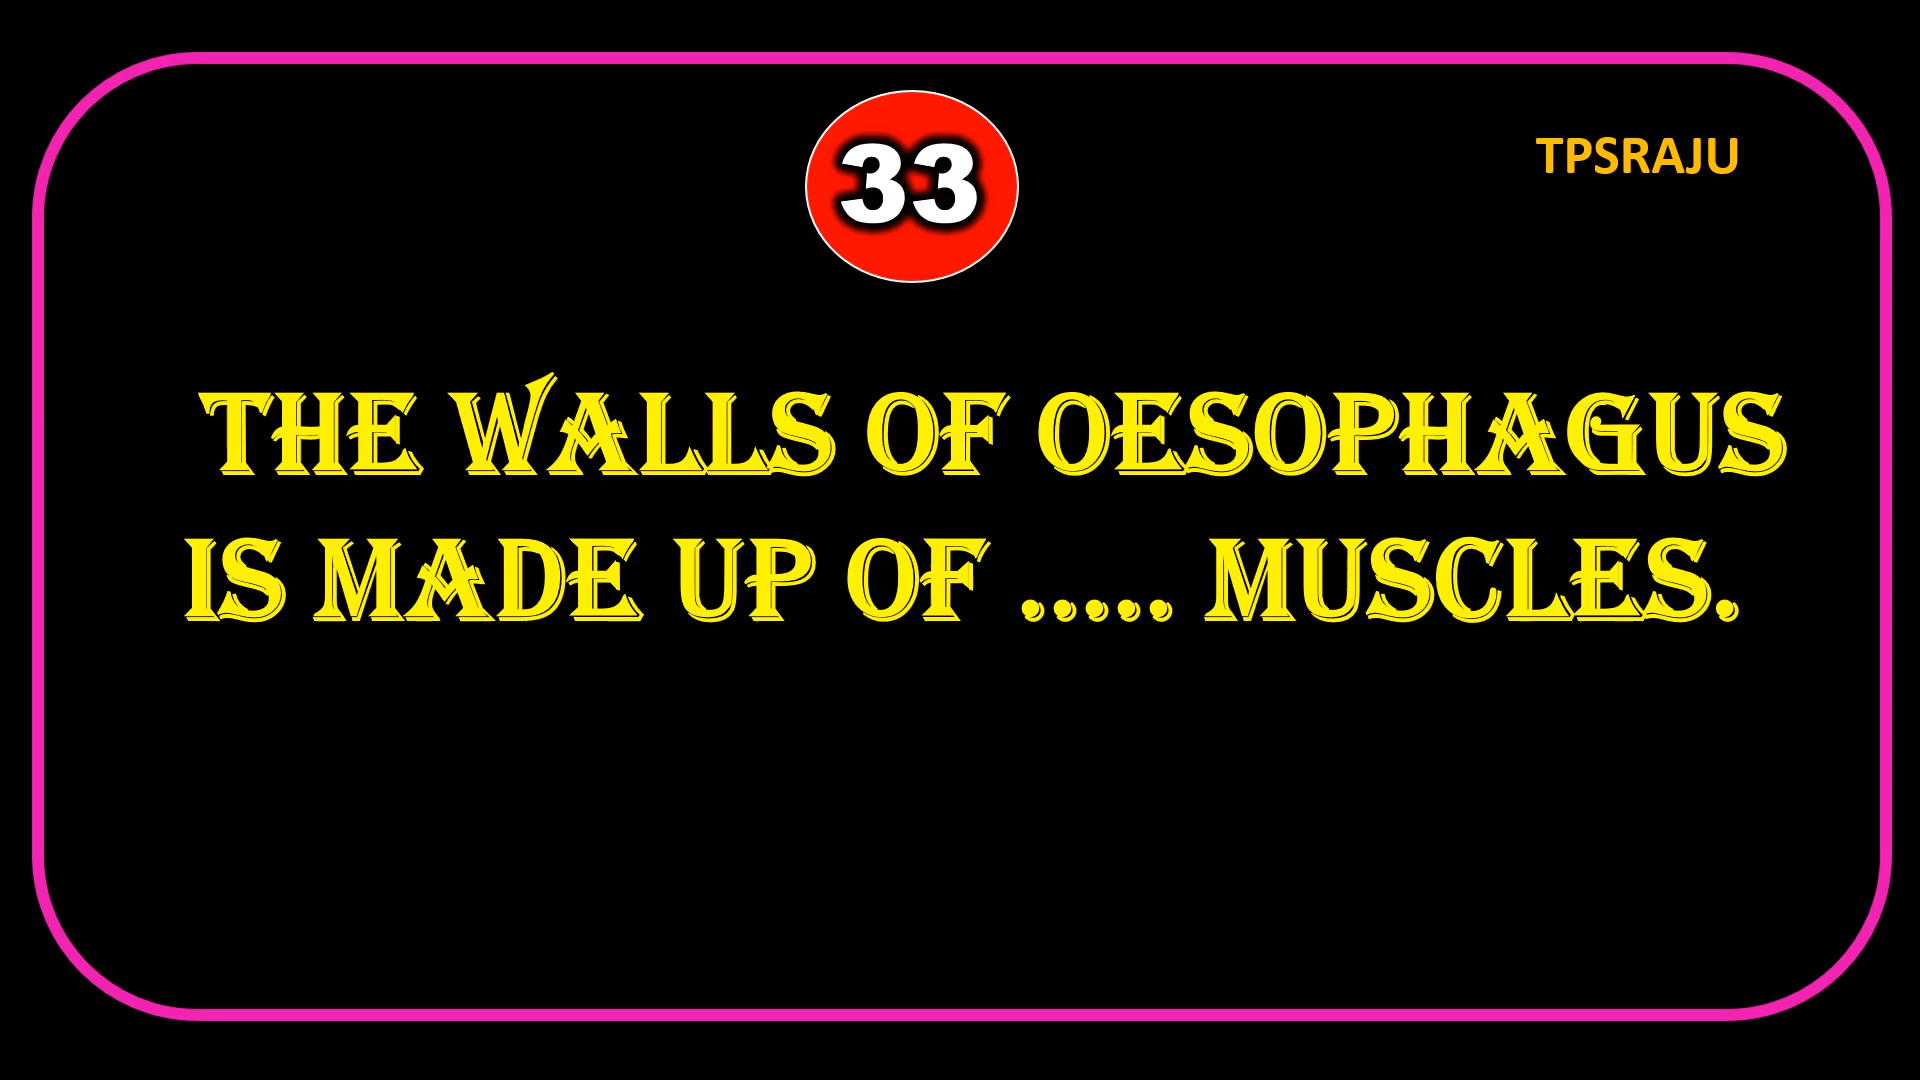 33
TPSRAJU
THE WALLS OF OESOPHAGUS
IS MADE UP OF ..... MUSCLES.